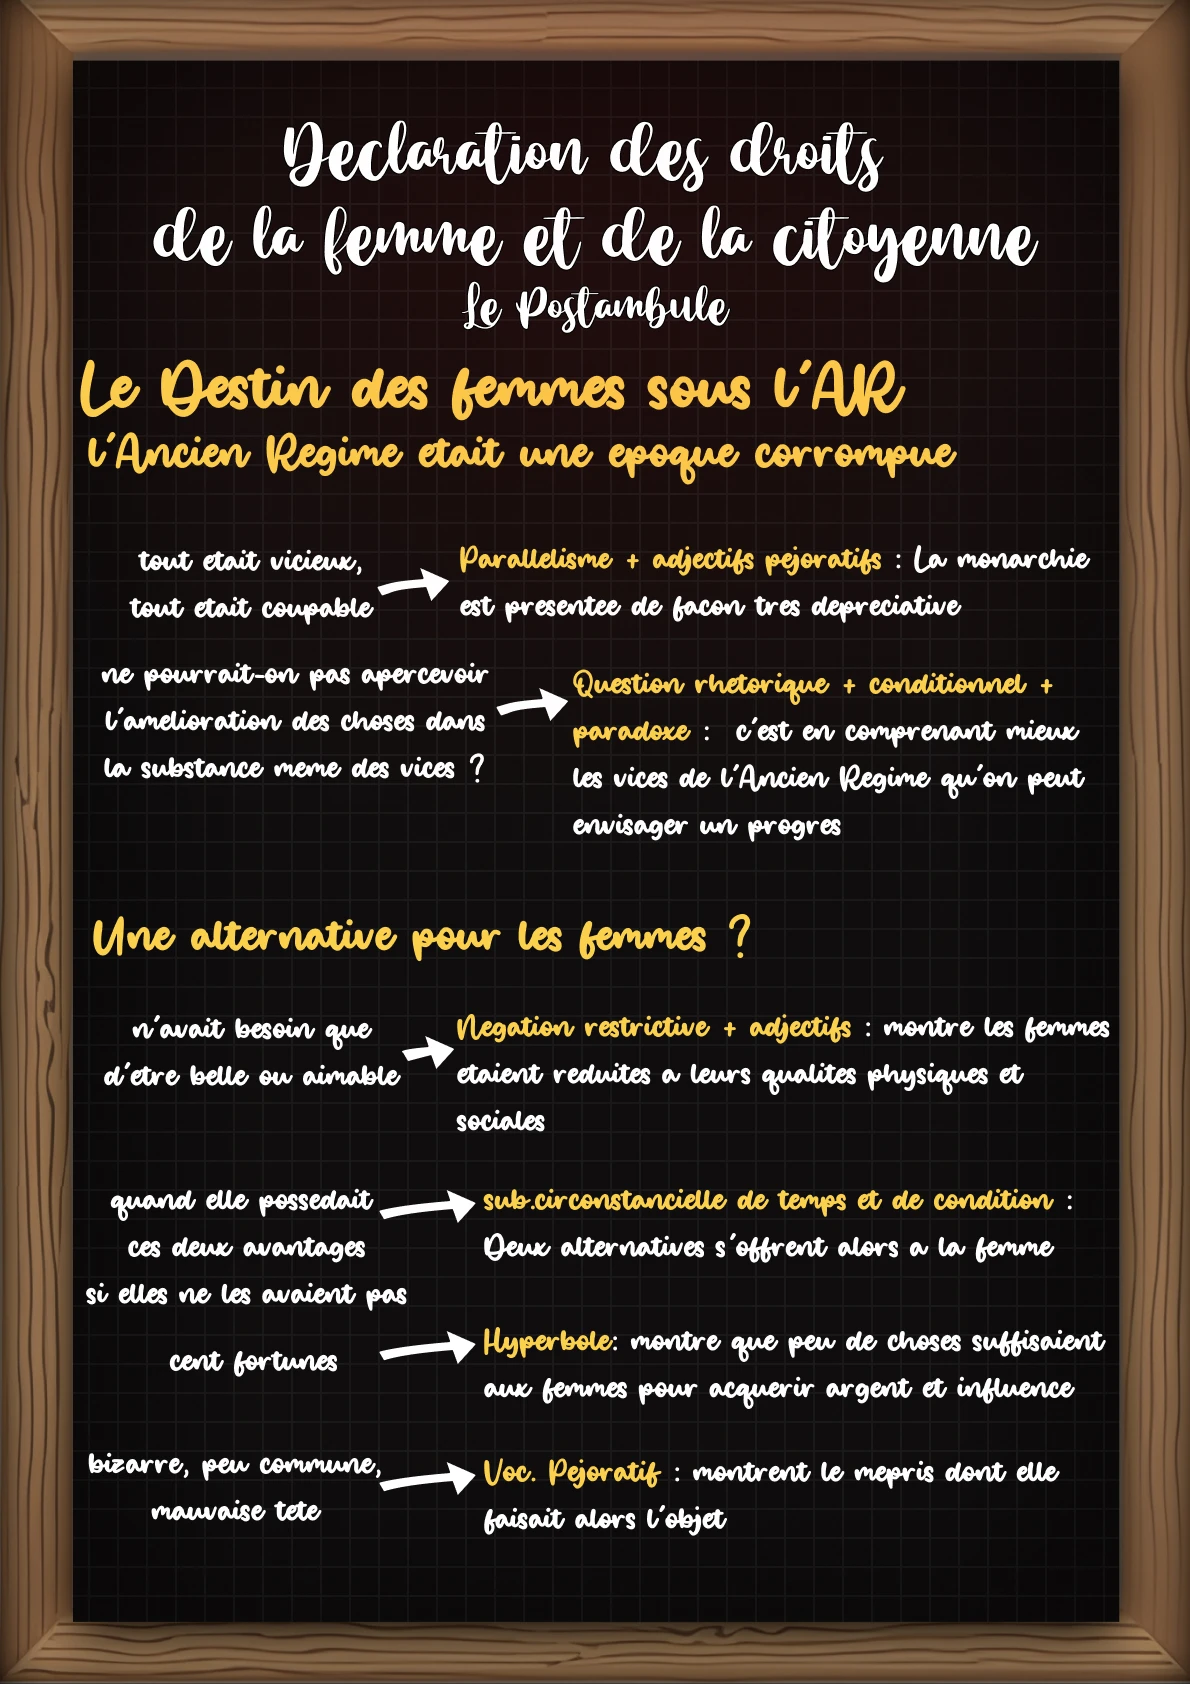 Declaration des droits
de la femme et de la citoyenne
Le Postambule
Le Destin des femmes sous l'AR
l'Ancien Regime etait une epoque corrompue
tout etait vicieux,
tout etait coupable
Parallelisme + adjectifs pejoratifs : La monarchie
est presentee de facon tres depreciative
ne pourrait-on pas apercevoir
l'amelioration des choses dans
la substance meme des vices ?
Question rhetorique + conditionnel +
paradoxe : c'est en comprenant mieux
les vices de l'Ancien Regime qu'on peut
envisager un progres
Une alternative pour les femmes ?
n'avait besoin que
d'etre belle ou aimable
Negation restrictive + adjectifs : montre les femmes
etaient reduites a leurs qualites physiques et
sociales
quand elle possedait
ces deux avantages
si elles ne les avaient pas
sub.circonstancielle de temps et de condition :
Deux alternatives s'offrent alors a la femme
cent fortunes
Hyperbole: montre que peu de choses suffisaient
aux femmes pour acquerir argent et influence
bizarre, peu commune,
mauvaise tete
Voc. Pejoratif : montrent le mepris dont elle
faisait alors l'objet